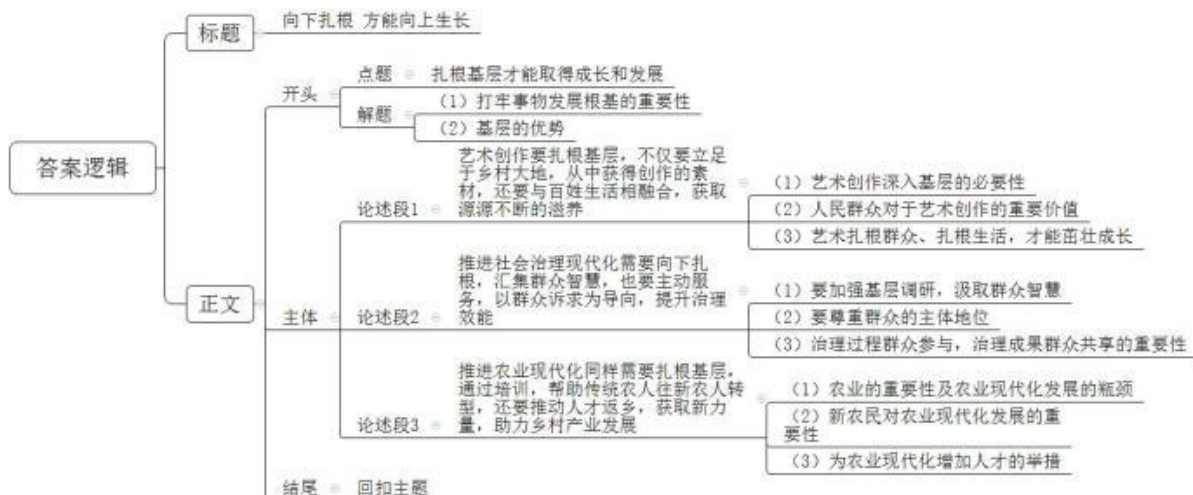 答案逻辑
标题
向下扎根 方能向上生长
正文
开头
点题
扎根基层才能取得成长和发展
解题
（1）打牢事物发展根基的重要性
（2）基层的优势
主体
论述段1
艺术创作要扎根基层，不仅要立足
于乡村大地，从中获得创作的素
材，还要与百姓生活相融合，获取
源源不断的滋养
（1）艺术创作深入基层的必要性
（2）人民群众对于艺术创作的重要价值
（3）艺术扎根群众、扎根生活，才能茁壮成长
论述段2
推进社会治理现代化需要向下扎
根，汇集群众智慧，也要主动服
务，以群众诉求为导向，提升治理
效能
（1）要加强基层调研，汲取群众智慧
（2）要尊重群众的主体地位
（3）治理过程群众参与，治理成果群众共享的重要性
论述段3
推进农业现代化同样需要扎根基层，
通过培训，帮助传统农人往新农人转
型，还要推动人才返乡，获取新力
量，助力乡村产业发展
（1）农业的重要性及农业现代化发展的瓶颈
（2）新农民对农业现代化发展的重
要性
（3）为农业现代化增加人才的举措
结尾
回扣主题